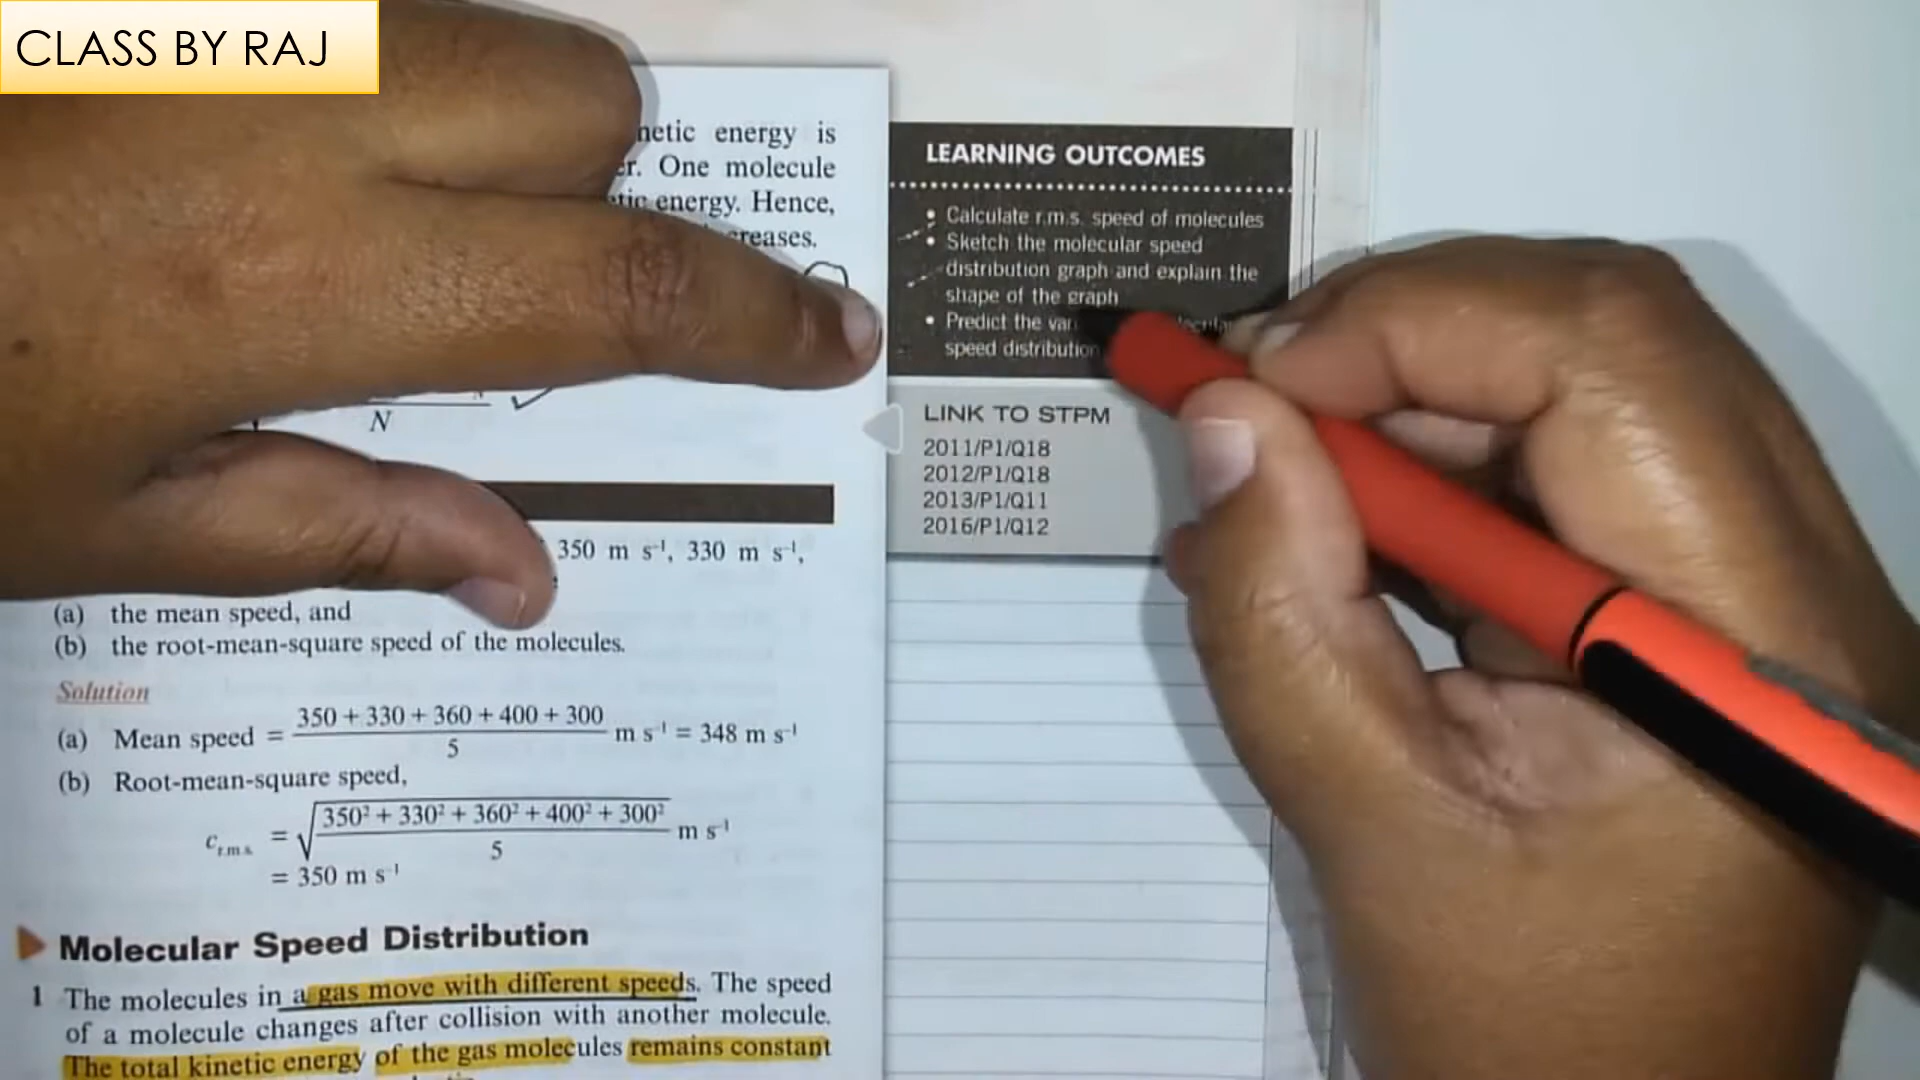 CLASS BY RAJ
netic energy is
er. One molecule
tic energy. Hence,
creases.
N
350 m s⁻¹, 330 m s⁻¹,
(a) the mean speed, and
(b) the root-mean-square speed of the molecules.
Solution
(a) Mean speed = 350 + 330 + 360 + 400 + 300 / 5 m s⁻¹ = 348 m s⁻¹
(b) Root-mean-square speed,
c r.m.s. = √ 350² + 330² + 360² + 400² + 300² / 5 m s⁻¹
= 350 m s⁻¹
Molecular Speed Distribution
1 The molecules in a gas move with different speeds. The speed
of a molecule changes after collision with another molecule.
The total kinetic energy of the gas molecules remains constant
LEARNING OUTCOMES
• Calculate r.m.s. speed of molecules
• Sketch the molecular speed
distribution graph and explain the
shape of the graph
• Predict the
speed distribution
LINK TO STPM
2011/P1/Q18
2012/P1/Q18
2013/P1/Q11
2016/P1/Q12